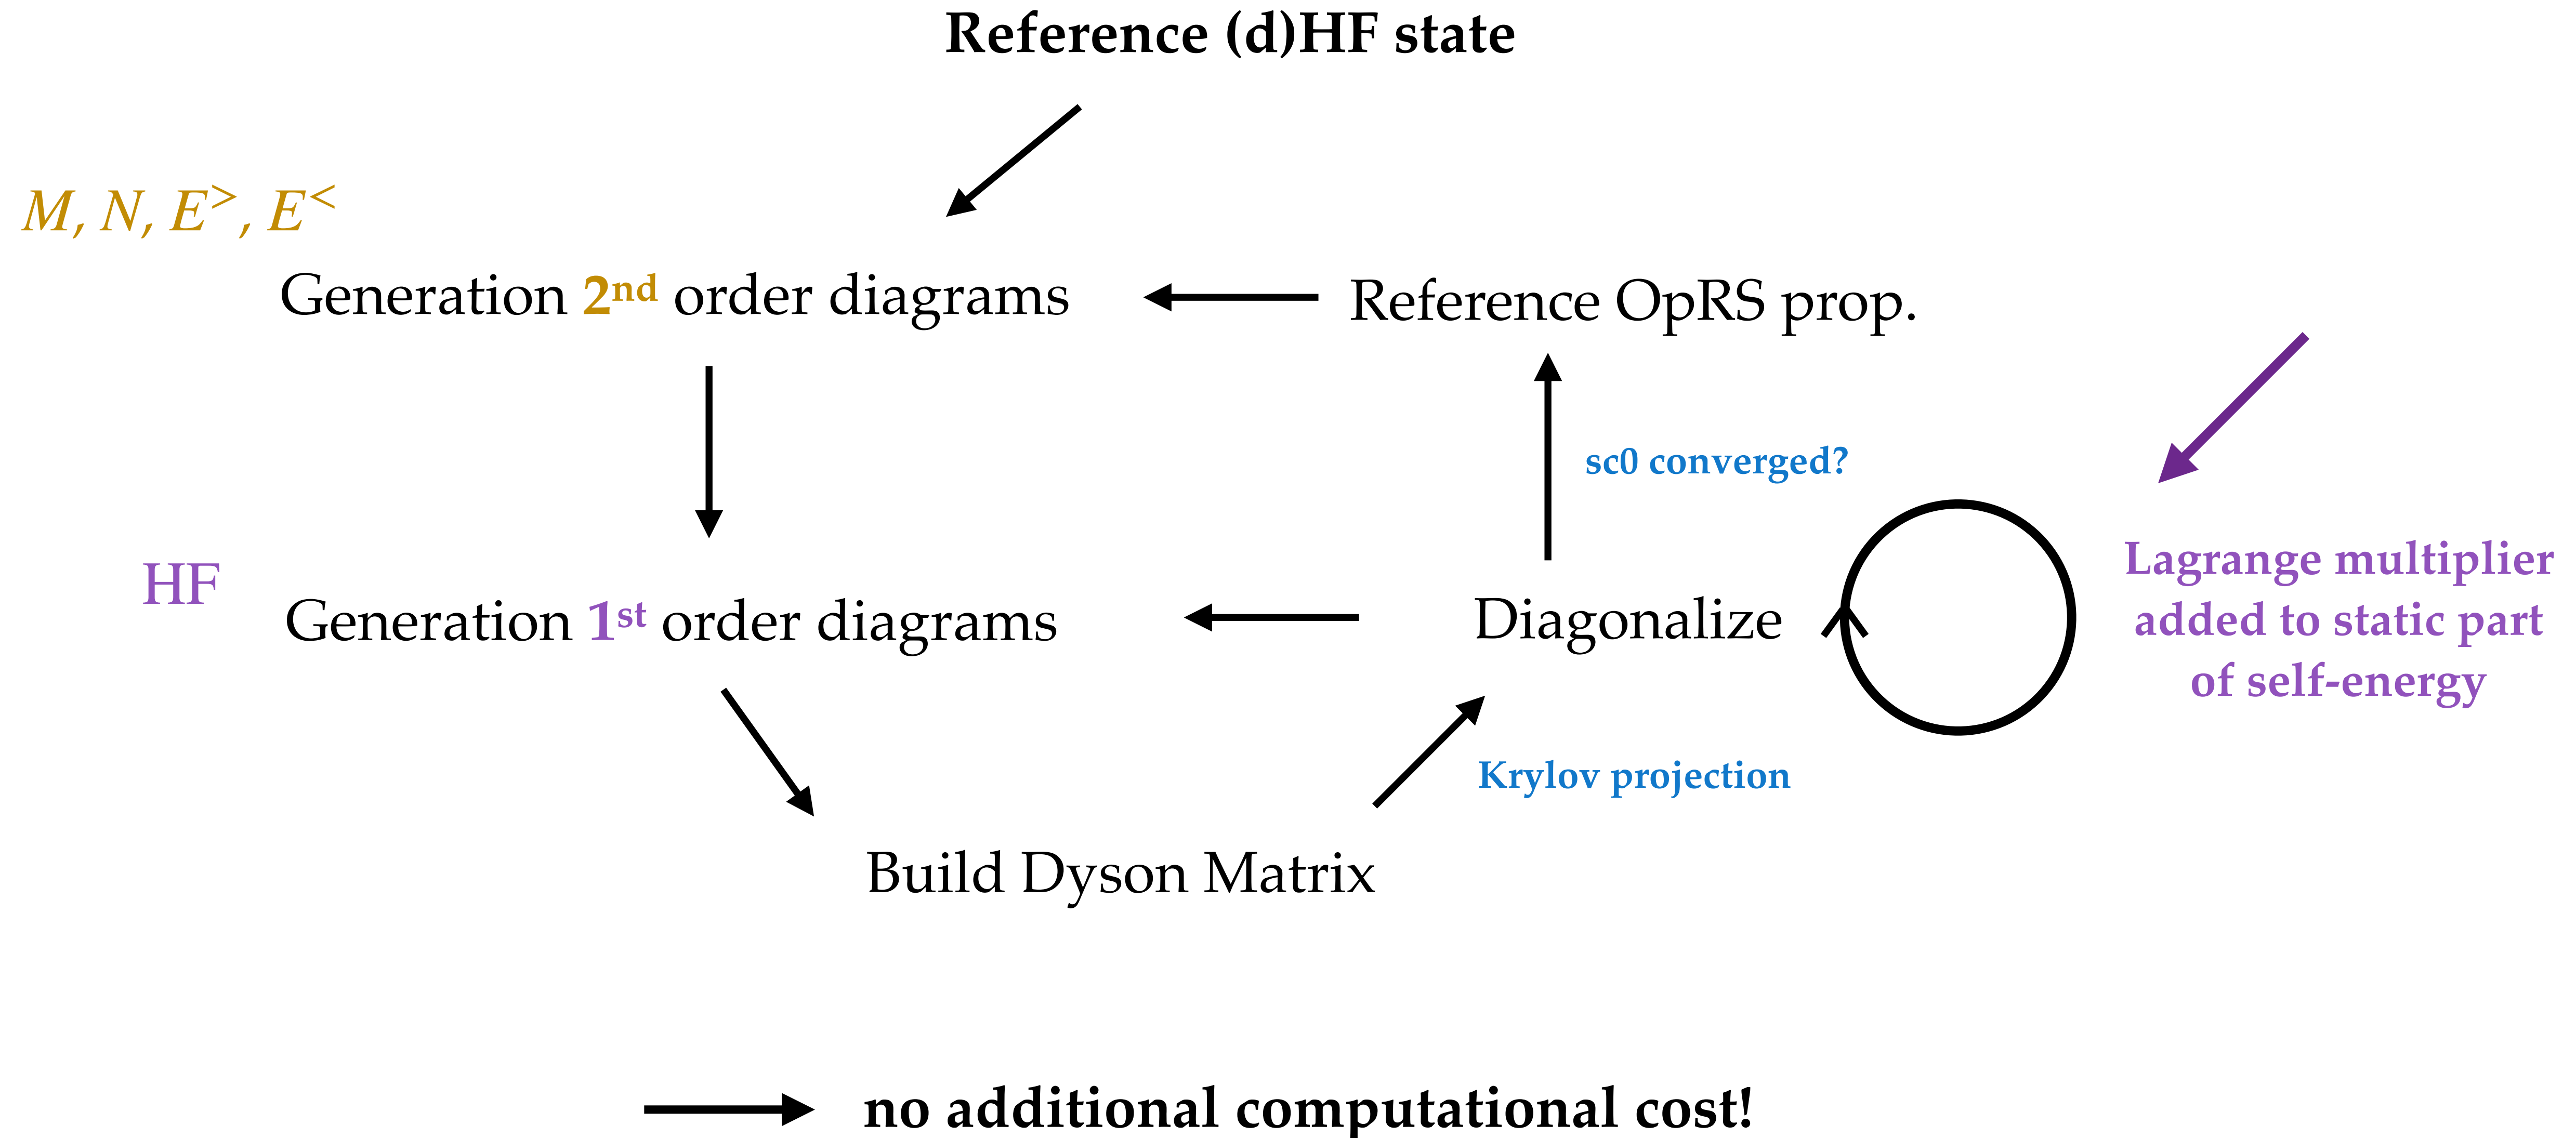 Reference (d)HF state
M, N, E>, E<
Generation 2nd order diagrams
Reference OpRS prop.
sc0 converged?
HF
Generation 1st order diagrams
Diagonalize
Lagrange multiplier
added to static part
of self-energy
Krylov projection
Build Dyson Matrix
no additional computational cost!